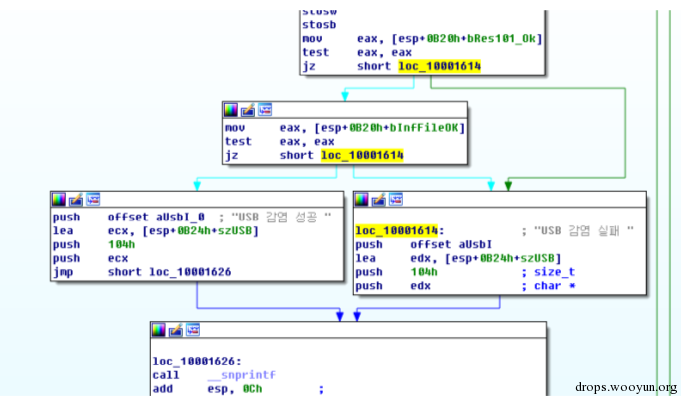 stosw
stosb
mov eax, [esp+0B20h+bRes101_Ok]
test eax, eax
jz short loc_10001614
mov eax, [esp+0B20h+bInfFileOK]
test eax, eax
jz short loc_10001614
push offset aUsbI_0 ; "USB 감염 성공 "
lea ecx, [esp+0B24h+szUSB]
push 104h
push ecx
jmp short loc_10001626
loc_10001614: ; "USB 감염 실패 "
push offset aUsbI
lea edx, [esp+0B24h+szUSB]
push 104h ; size_t
push edx ; char *
loc_10001626:
call __snprintf
add esp, 0Ch ;
drops.wooyun.org